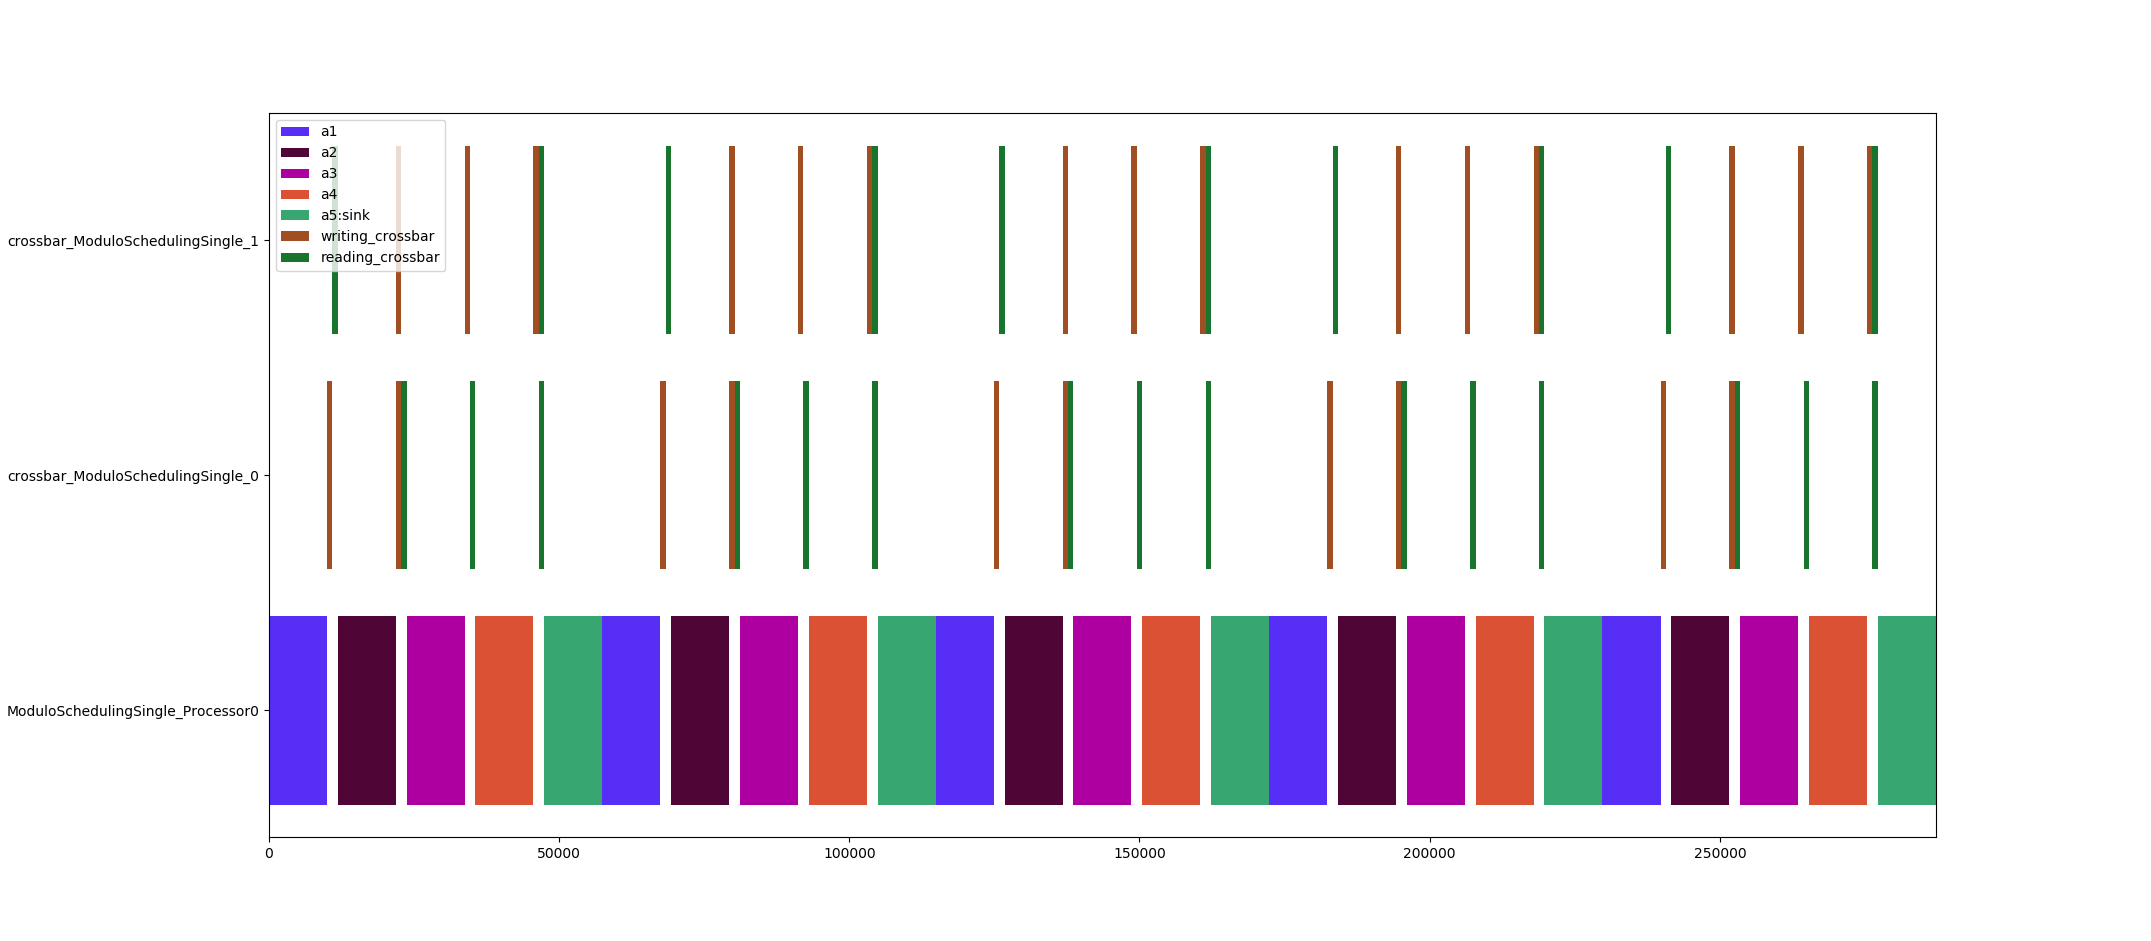 a1
a2
a3
a4
a5:sink
writing_crossbar
reading_crossbar
crossbar_ModuloSchedulingSingle_1
crossbar_ModuloSchedulingSingle_0
ModuloSchedulingSingle_Processor0
0 50000 100000 150000 200000 250000